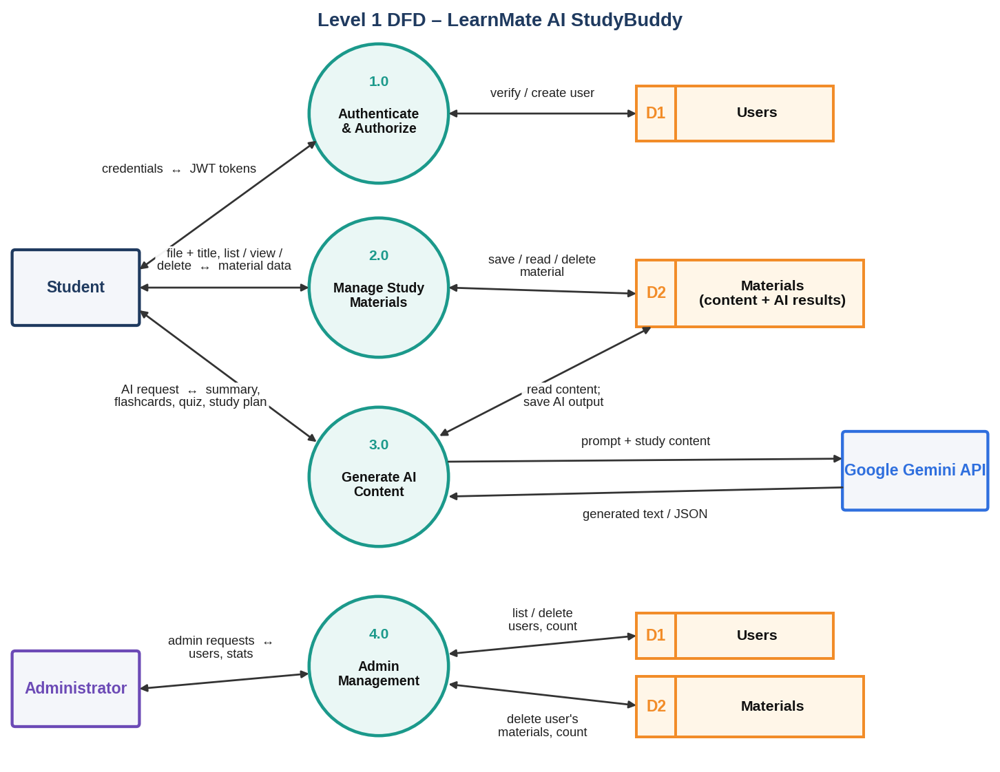 Level 1 DFD – LearnMate AI StudyBuddy
1.0
Authenticate
& Authorize
verify / create user
D1
Users
credentials ↔ JWT tokens
file + title, list / view /
delete ↔ material data
Student
2.0
Manage Study
Materials
save / read / delete
material
D2
Materials
(content + AI results)
AI request ↔ summary,
flashcards, quiz, study plan
read content;
save AI output
3.0
Generate AI
Content
prompt + study content
Google Gemini API
generated text / JSON
4.0
Admin
Management
admin requests ↔
users, stats
Administrator
list / delete
users, count
D1
Users
D2
Materials
delete user's
materials, count